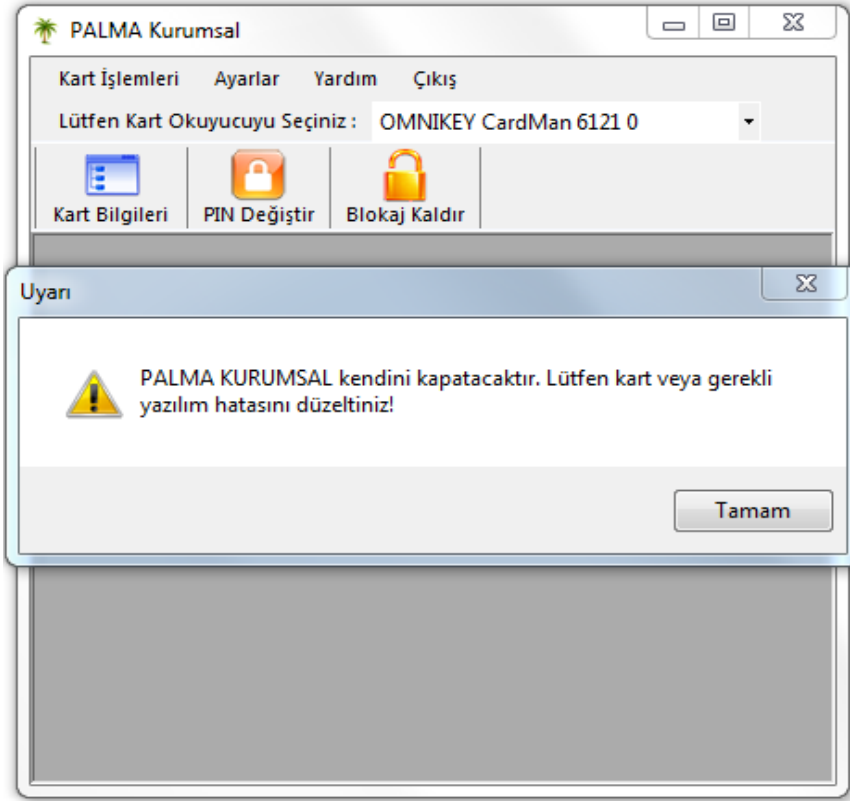 PALMA Kurumsal
Kart İşlemleri Ayarlar Yardım Çıkış
Lütfen Kart Okuyucuyu Seçiniz : OMNIKEY CardMan 6121 0
Kart Bilgileri PIN Değiştir Blokaj Kaldır
Uyarı
PALMA KURUMSAL kendini kapatacaktır. Lütfen kart veya gerekli
yazılım hatasını düzeltiniz!
Tamam